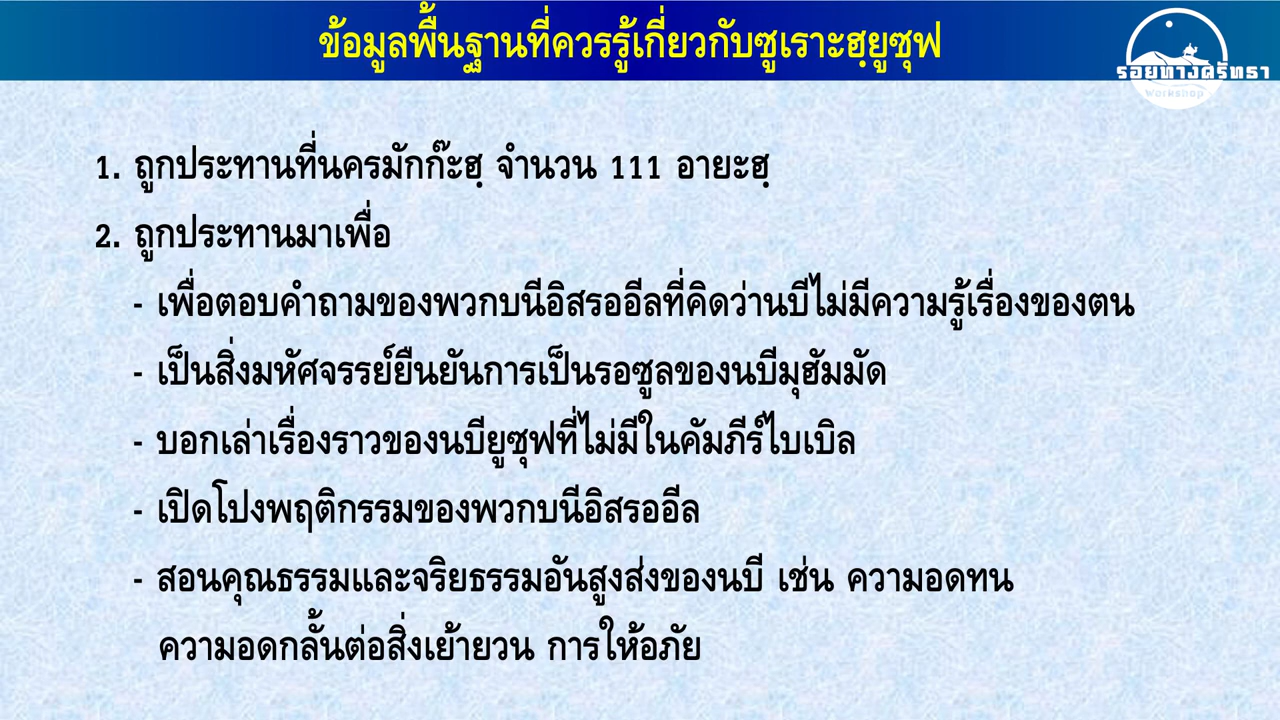 ข้อมูลพื้นฐานที่ควรรู้เกี่ยวกับซูเราะฮฺยูซุฟ
รอยทางศรัทธา
Workshop
1. ถูกประทานที่นครมักก๊ะฮฺ จำนวน 111 อายะฮฺ
2. ถูกประทานมาเพื่อ
- เพื่อตอบคำถามของพวกบนีอิสรออีลที่คิดว่านบีไม่มีความรู้เรื่องของตน
- เป็นสิ่งมหัศจรรย์ยืนยันการเป็นรอซูลของนบีมุฮัมมัด
- บอกเล่าเรื่องราวของนบียูซุฟที่ไม่มีในคัมภีร์ไบเบิล
- เปิดโปงพฤติกรรมของพวกบนีอิสรออีล
- สอนคุณธรรมและจริยธรรมอันสูงส่งของนบี เช่น ความอดทน
ความอดกลั้นต่อสิ่งเย้ายวน การให้อภัย